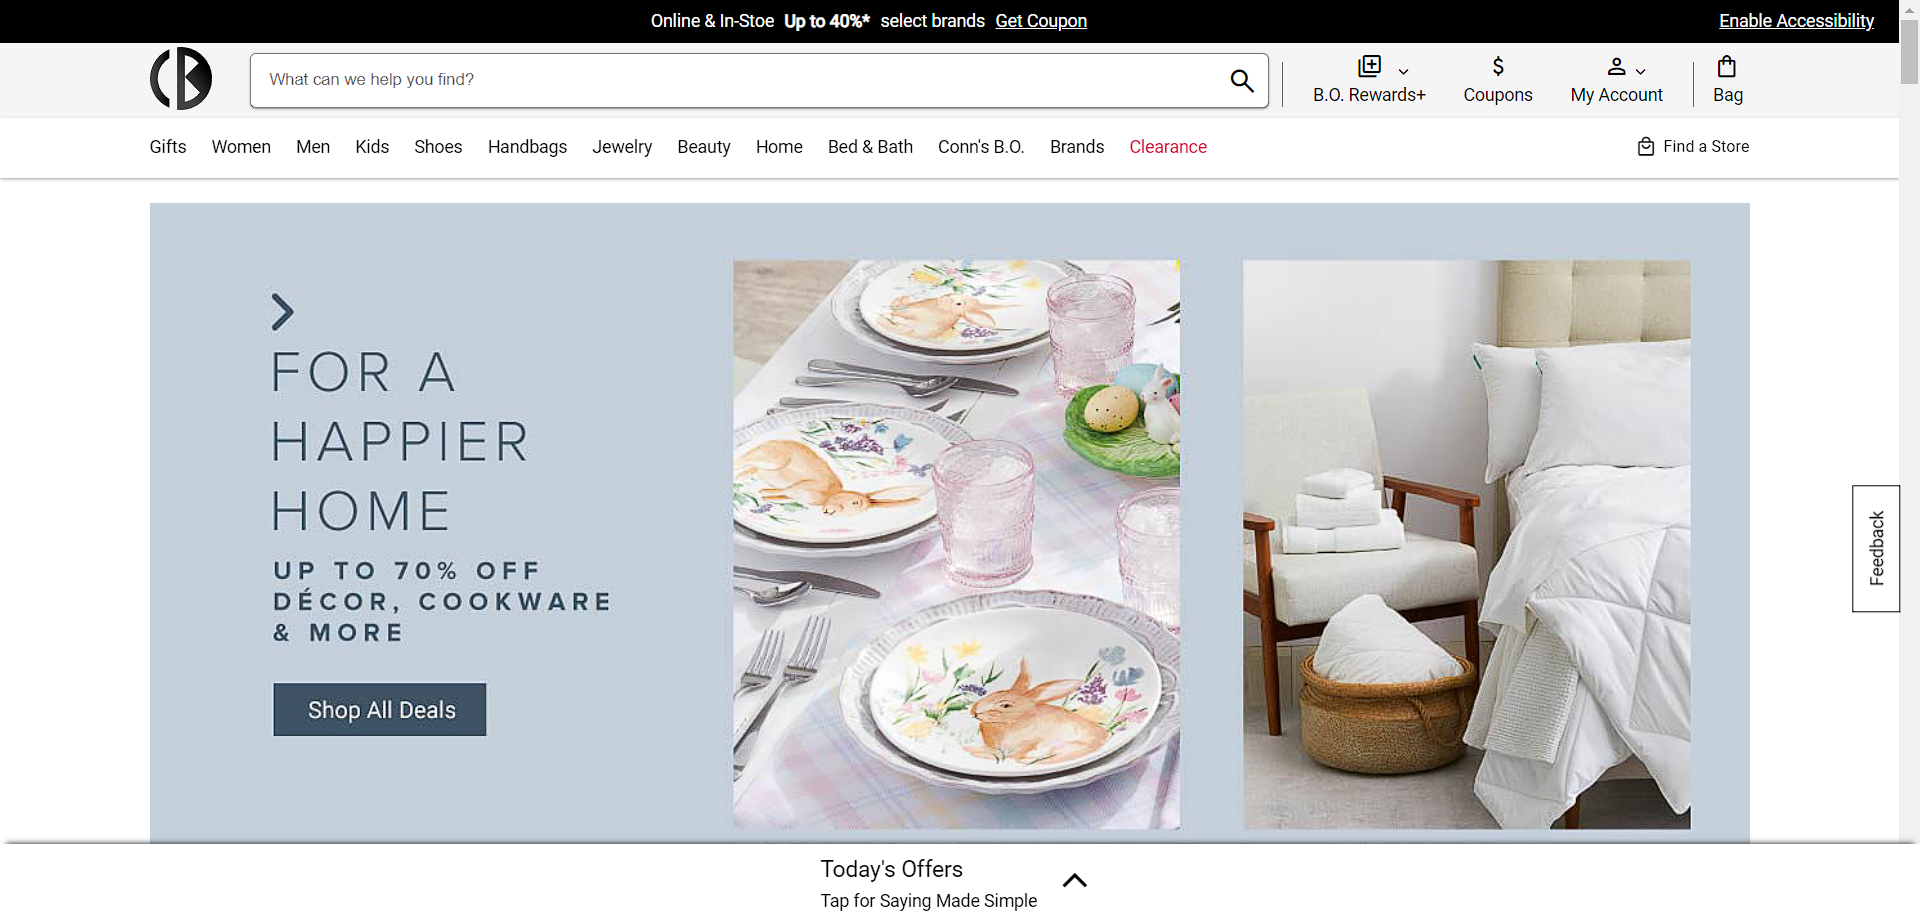 Online & In-Stoe Up to 40%* select brands Get Coupon
Enable Accessibility
What can we help you find?
B.O. Rewards+
Coupons
My Account
Bag
Gifts Women Men Kids Shoes Handbags Jewelry Beauty Home Bed & Bath Conn's B.O. Brands Clearance
Find a Store
FOR A
HAPPIER
HOME
UP TO 70% OFF
DÉCOR, COOKWARE
& MORE
Shop All Deals
Feedback
Today's Offers
Tap for Saying Made Simple